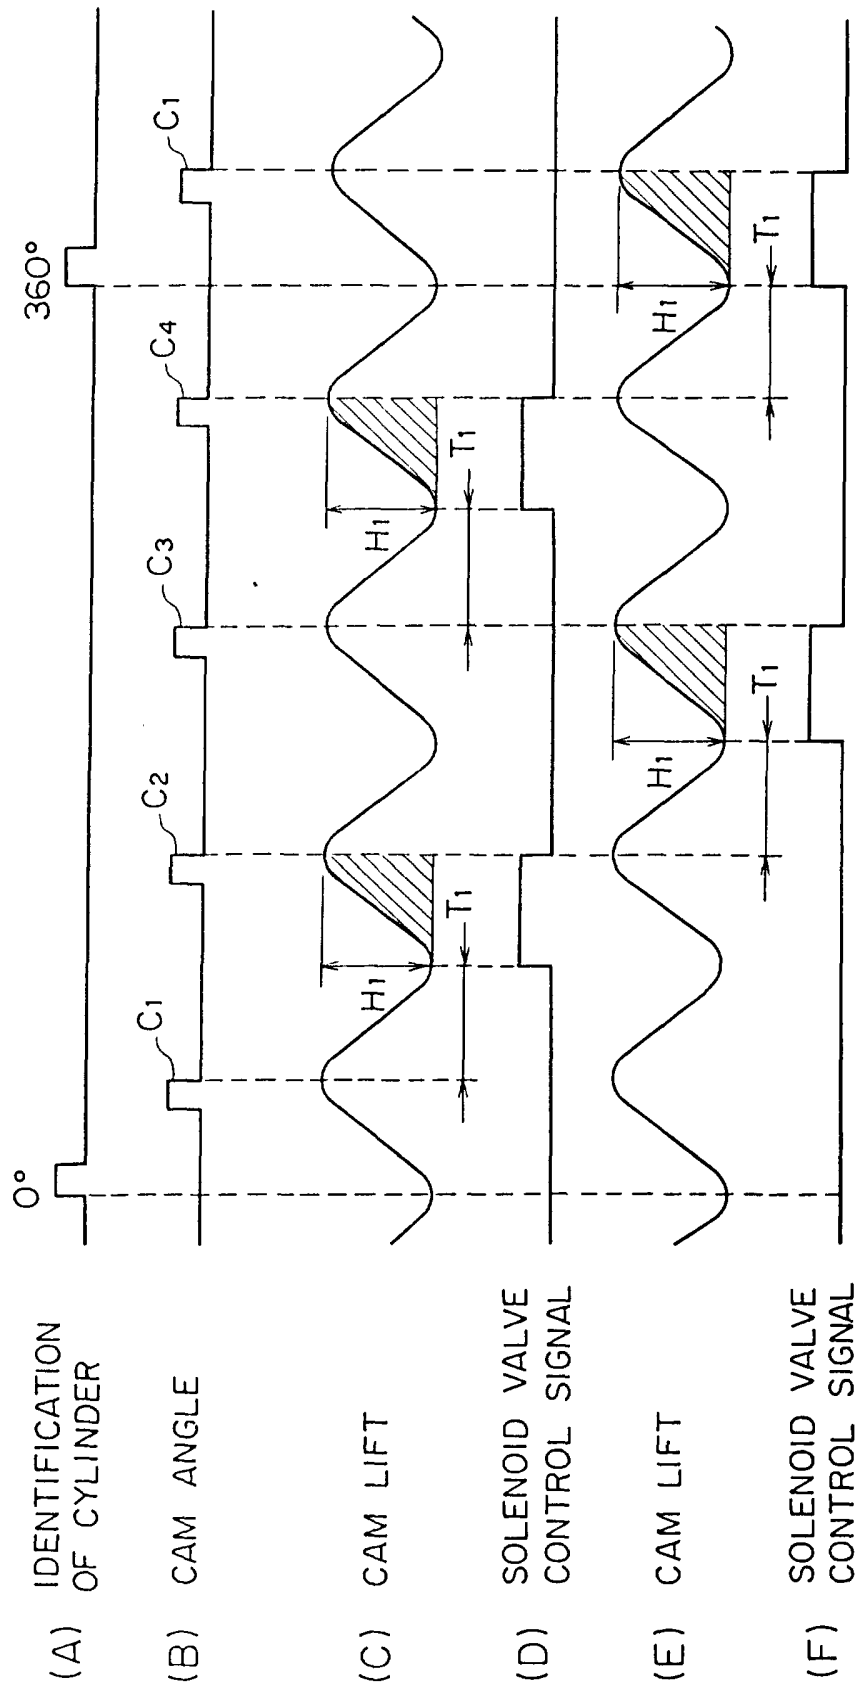 0°
360°
(A) IDENTIFICATION
OF CYLINDER
C1
C2
C3
C4
C1
(B) CAM ANGLE
H1
T1
H1
T1
(C) CAM LIFT
(D) SOLENOID VALVE
CONTROL SIGNAL
H1
T1
H1
T1
(E) CAM LIFT
(F) SOLENOID VALVE
CONTROL SIGNAL